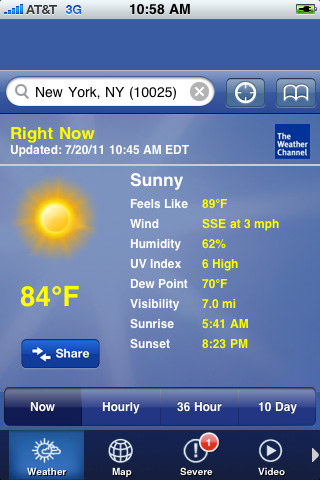 AT&T 3G 10:58 AM
New York, NY (10025)
Right Now
Updated: 7/20/11 10:45 AM EDT
The
Weather
Channel
Sunny
Feels Like 89°F
Wind SSE at 3 mph
Humidity 62%
UV Index 6 High
Dew Point 70°F
Visibility 7.0 mi
Sunrise 5:41 AM
Sunset 8:23 PM
84°F
Share
Now Hourly 36 Hour 10 Day
1
Weather Map Severe Video